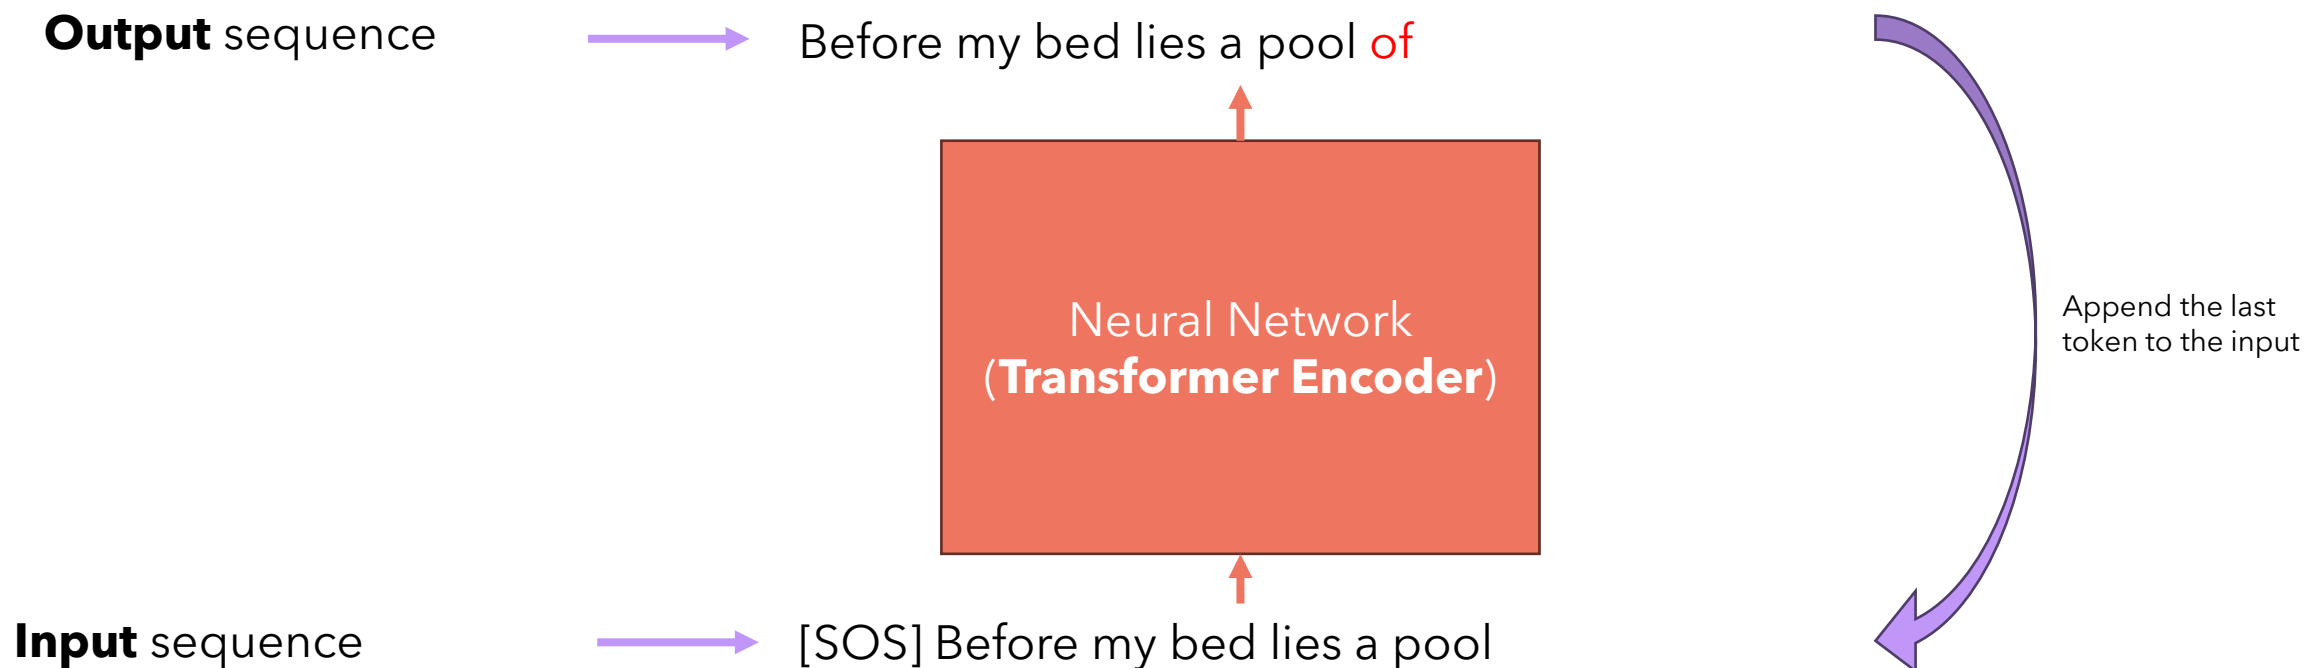 Output sequence
Before my bed lies a pool of
Neural Network
(Transformer Encoder)
Append the last
token to the input
Input sequence
[SOS] Before my bed lies a pool